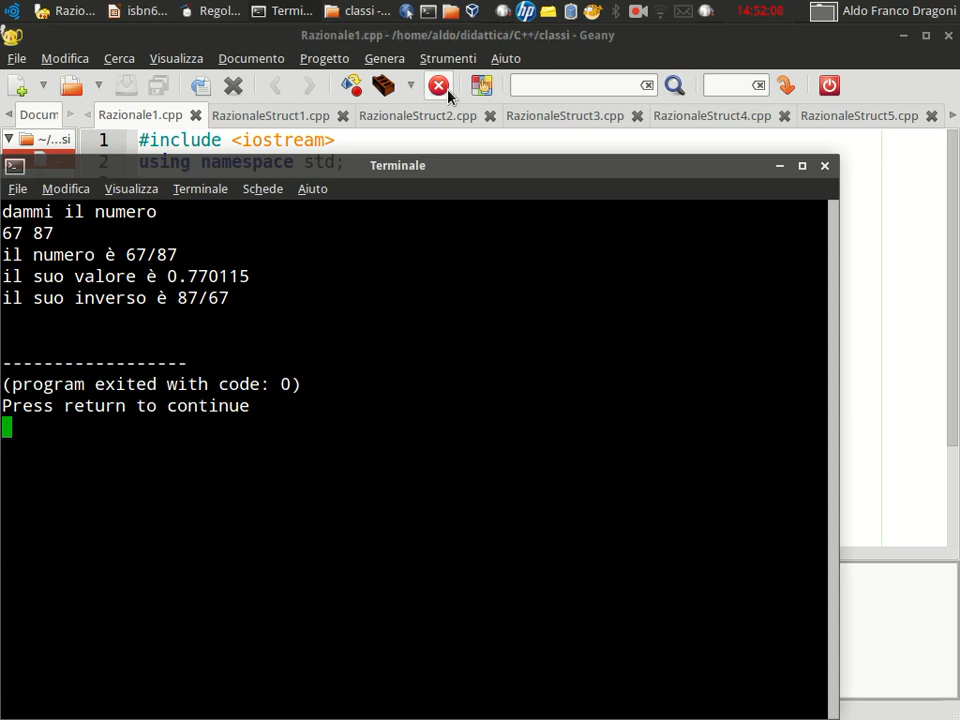 Razio... isbn6... Regol... Termi... classi -... 14:52:08 Aldo Franco Dragoni
Razionale1.cpp - /home/aldo/didattica/C++/classi - Geany
File Modifica Cerca Visualizza Documento Progetto Genera Strumenti Aiuto
Docum Razionale1.cpp RazionaleStruct1.cpp RazionaleStruct2.cpp RazionaleStruct3.cpp RazionaleStruct4.cpp RazionaleStruct5.cpp
~/...si 1 #include <iostream>
2 using namespace std;
Terminale
File Modifica Visualizza Terminale Schede Aiuto
dammi il numero
67 87
il numero è 67/87
il suo valore è 0.770115
il suo inverso è 87/67
------------------
(program exited with code: 0)
Press return to continue